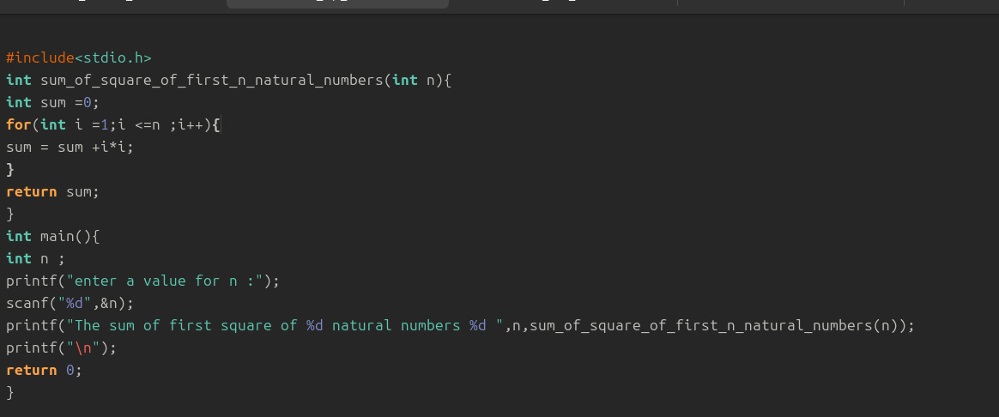 #include<stdio.h>
int sum_of_square_of_first_n_natural_numbers(int n){
int sum =0;
for(int i =1;i <=n ;i++){
sum = sum +i*i;
}
return sum;
}
int main(){
int n ;
printf("enter a value for n :");
scanf("%d",&n);
printf("The sum of first square of %d natural numbers %d ",n,sum_of_square_of_first_n_natural_numbers(n));
printf("\n");
return 0;
}